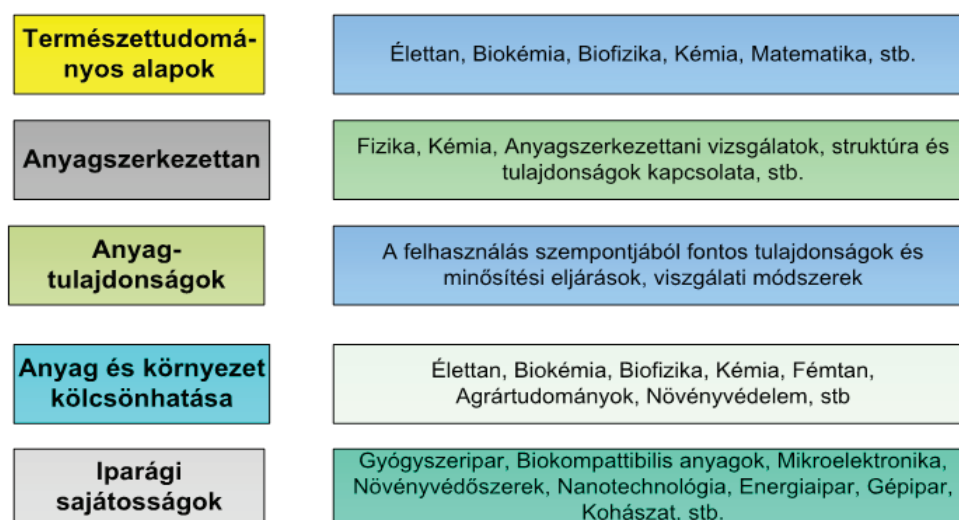 Természettudomá-
nyos alapok
Élettan, Biokémia, Biofizika, Kémia, Matematika, stb.
Anyagszerkezettan
Fizika, Kémia, Anyagszerkezettani vizsgálatok, struktúra és
tulajdonságok kapcsolata, stb.
Anyag-
tulajdonságok
A felhasználás szempontjából fontos tulajdonságok és
minősítési eljárások, viszgálati módszerek
Anyag és környezet
kölcsönhatása
Élettan, Biokémia, Biofizika, Kémia, Fémtan,
Agrártudományok, Növényvédelem, stb
Iparági
sajátosságok
Gyógyszeripar, Biokompattibilis anyagok, Mikroelektronika,
Növényvédőszerek, Nanotechnológia, Energiaipar, Gépipar,
Kohászat, stb.